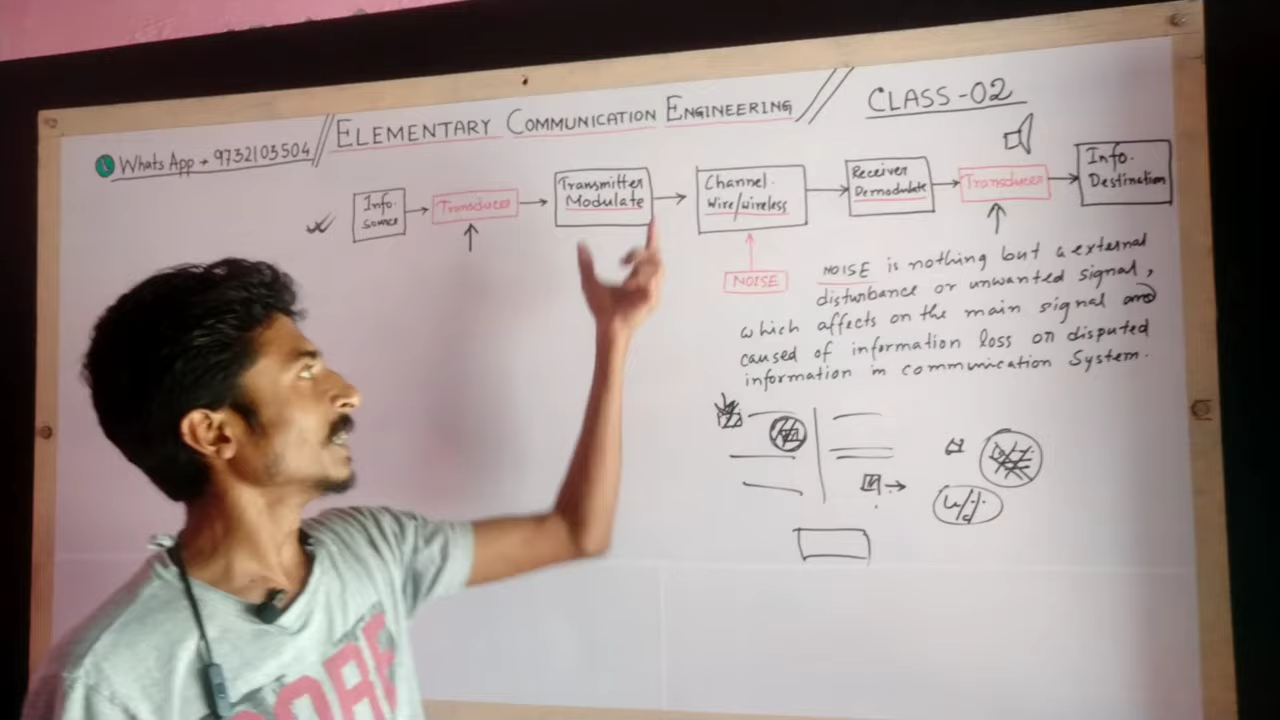 WhatsApp → 9732103504 // ELEMENTARY COMMUNICATION ENGINEERING // CLASS-02
Info. source
Transducer
Transmitter Modulate
Channel. Wire/wireless
Receiver Demodulate
Transducer
Info. Destination
NOISE
NOISE is nothing but a external
disturbance or unwanted signal,
which affects on the main signal and
caused of information loss or disputed
information in communication System.
CORE